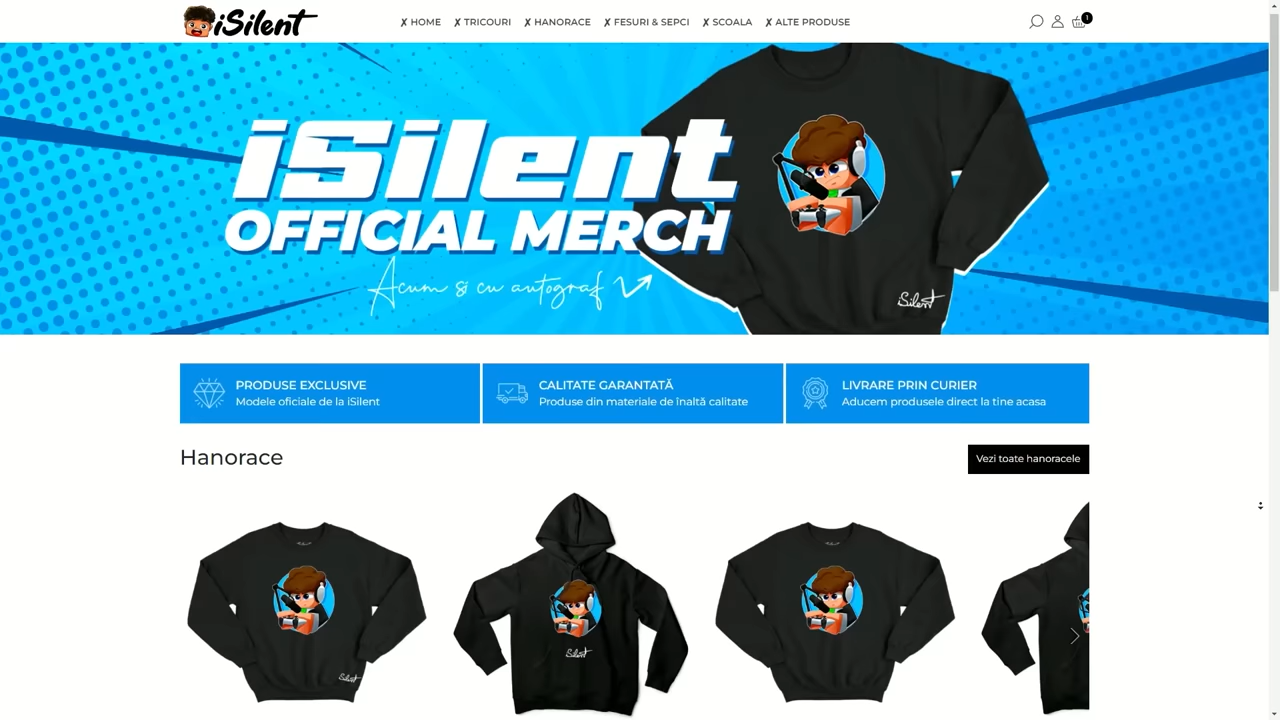 iSilent
✗ HOME ✗ TRICOURI ✗ HANORACE ✗ FESURI & SEPCI ✗ SCOALA ✗ ALTE PRODUSE
1
iSilent
OFFICIAL MERCH
Acum și cu autograf
iSilent
PRODUSE EXCLUSIVE
Modele oficiale de la iSilent
CALITATE GARANTATĂ
Produse din materiale de înaltă calitate
LIVRARE PRIN CURIER
Aducem produsele direct la tine acasa
Hanorace
Vezi toate hanoracele
iSilent
iSilent